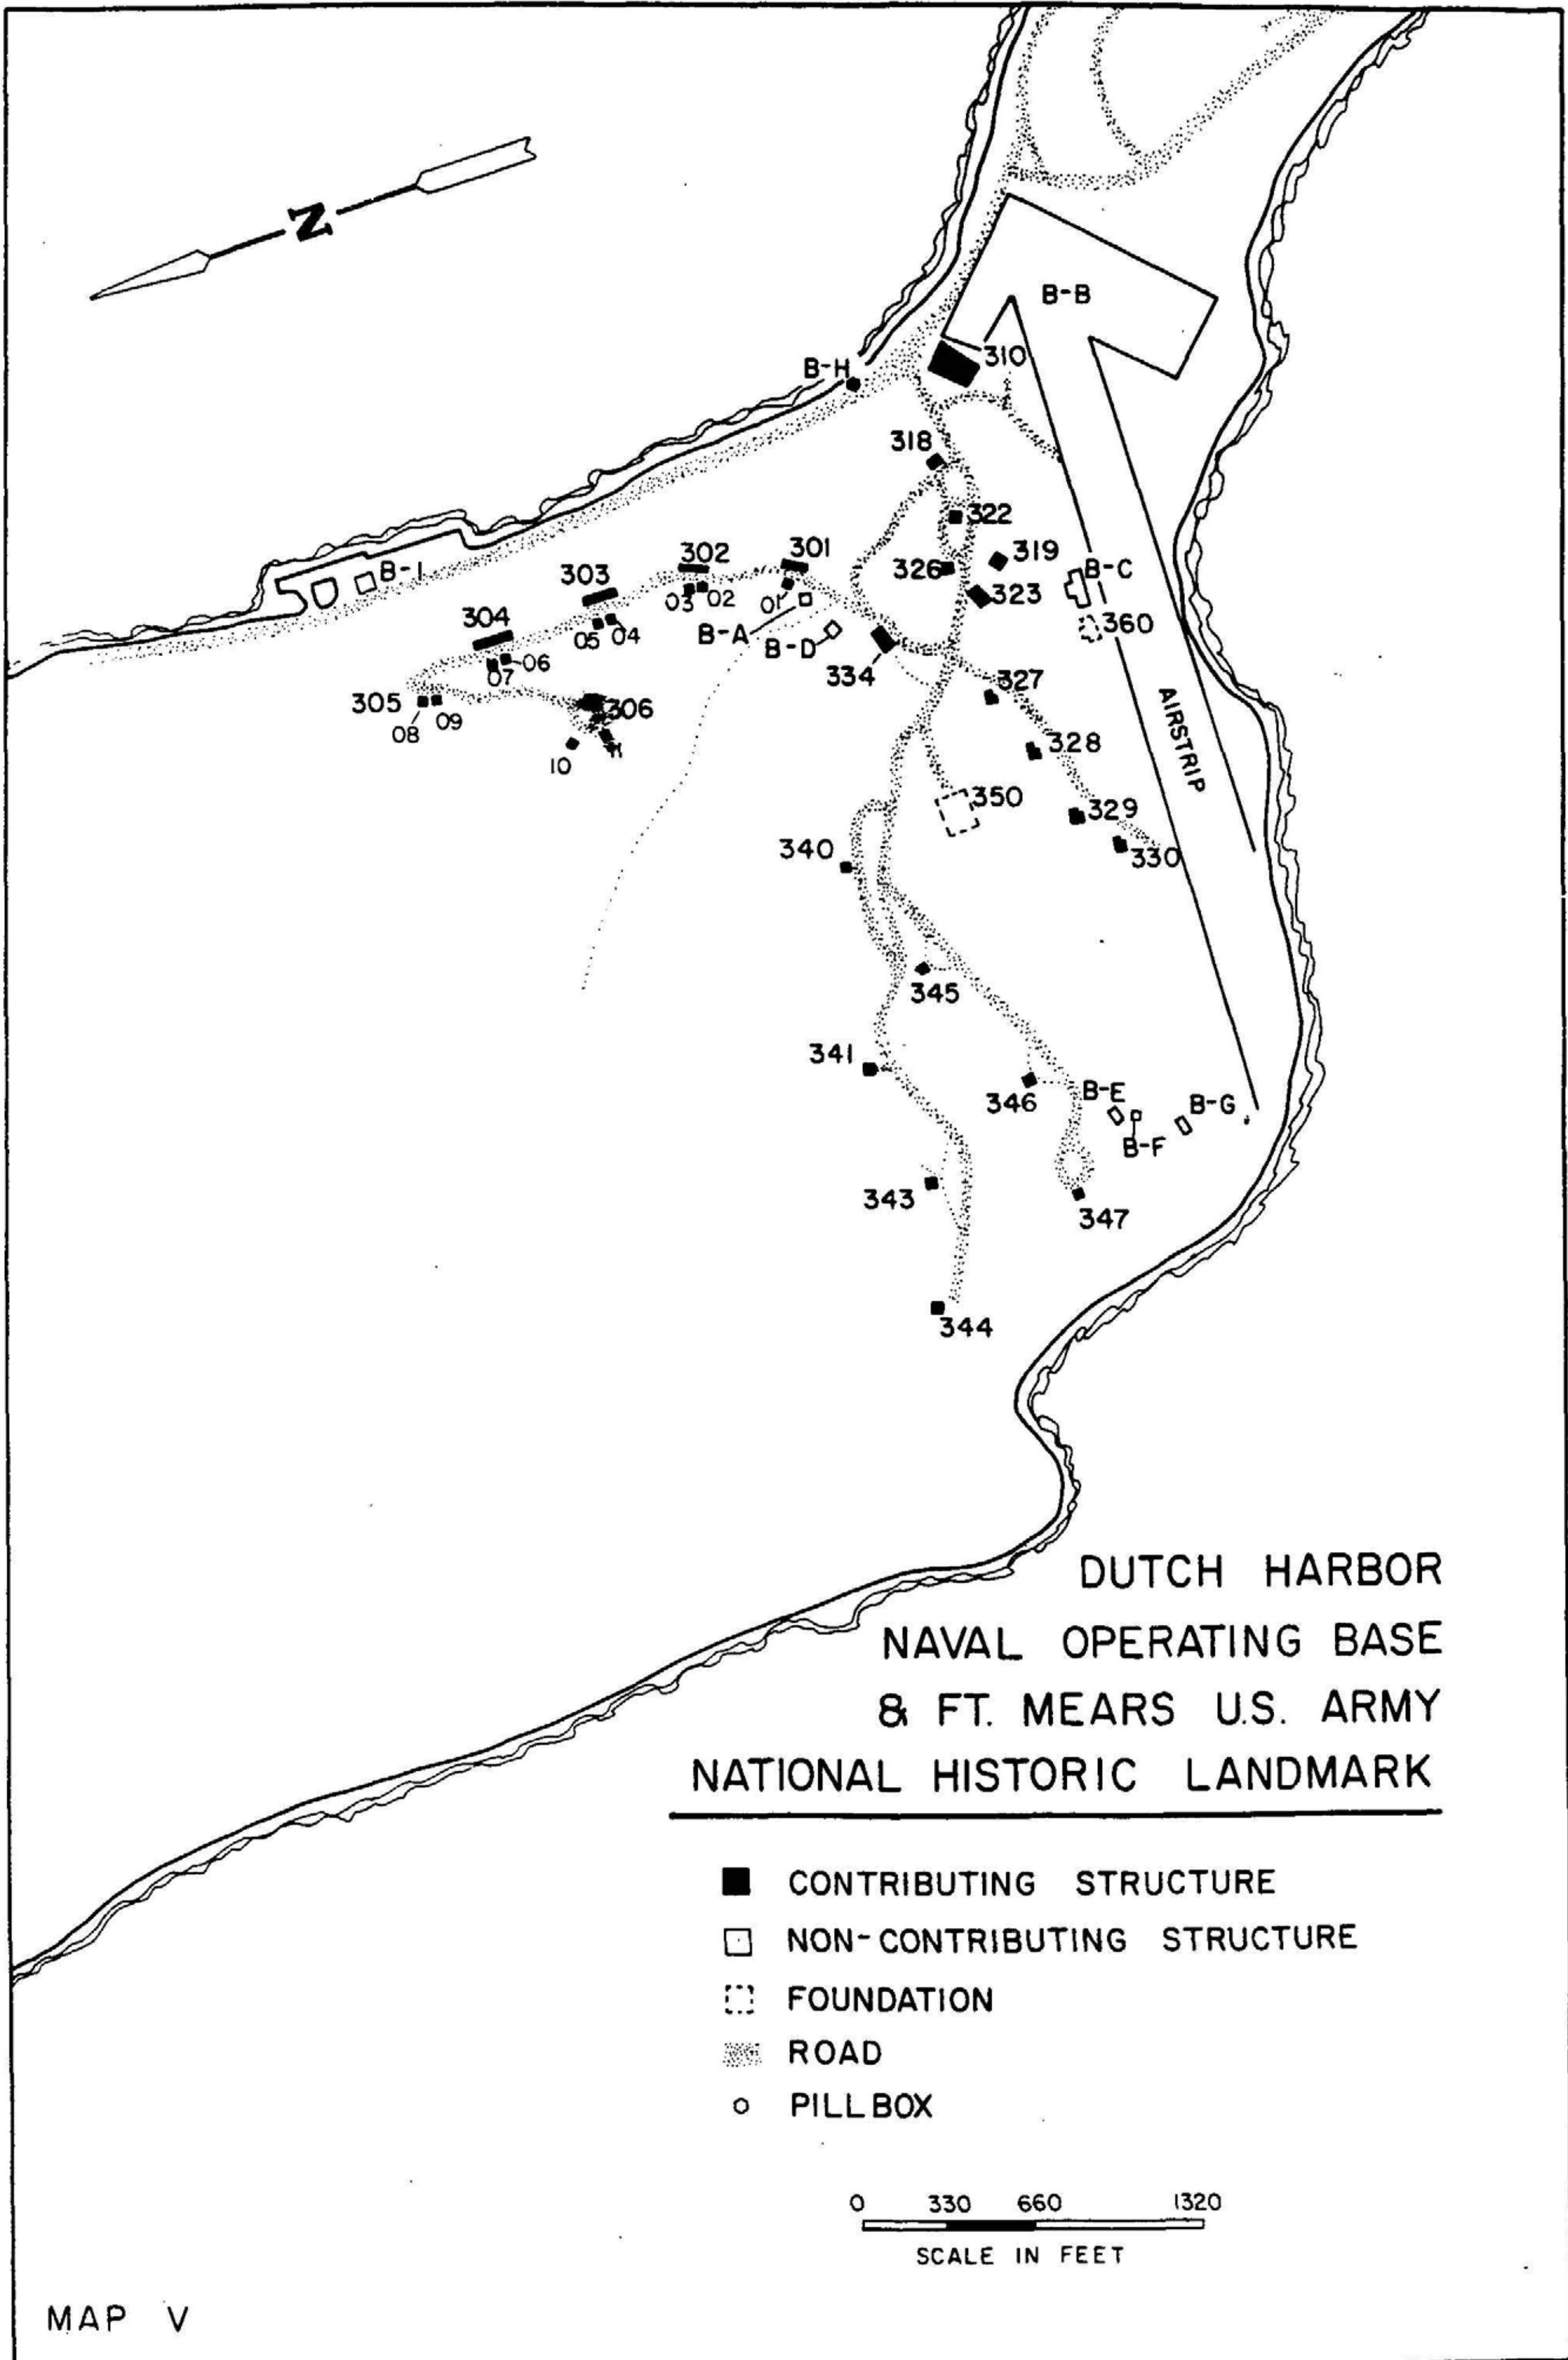 N
B-B
310
B-H
318
322
319
326
B-C
323
301
302
303
B-1
01
02
03
304
04
05
B-A
B-D
360
06
07
334
327
305
306
09
08
11
10
328
AIRSTRIP
350
329
340
330
345
341
346
B-E
B-G
B-F
343
347
344
DUTCH HARBOR
NAVAL OPERATING BASE
& FT. MEARS U.S. ARMY
NATIONAL HISTORIC LANDMARK
CONTRIBUTING STRUCTURE
NON-CONTRIBUTING STRUCTURE
FOUNDATION
ROAD
PILLBOX
0 330 660 1320
SCALE IN FEET
MAP V